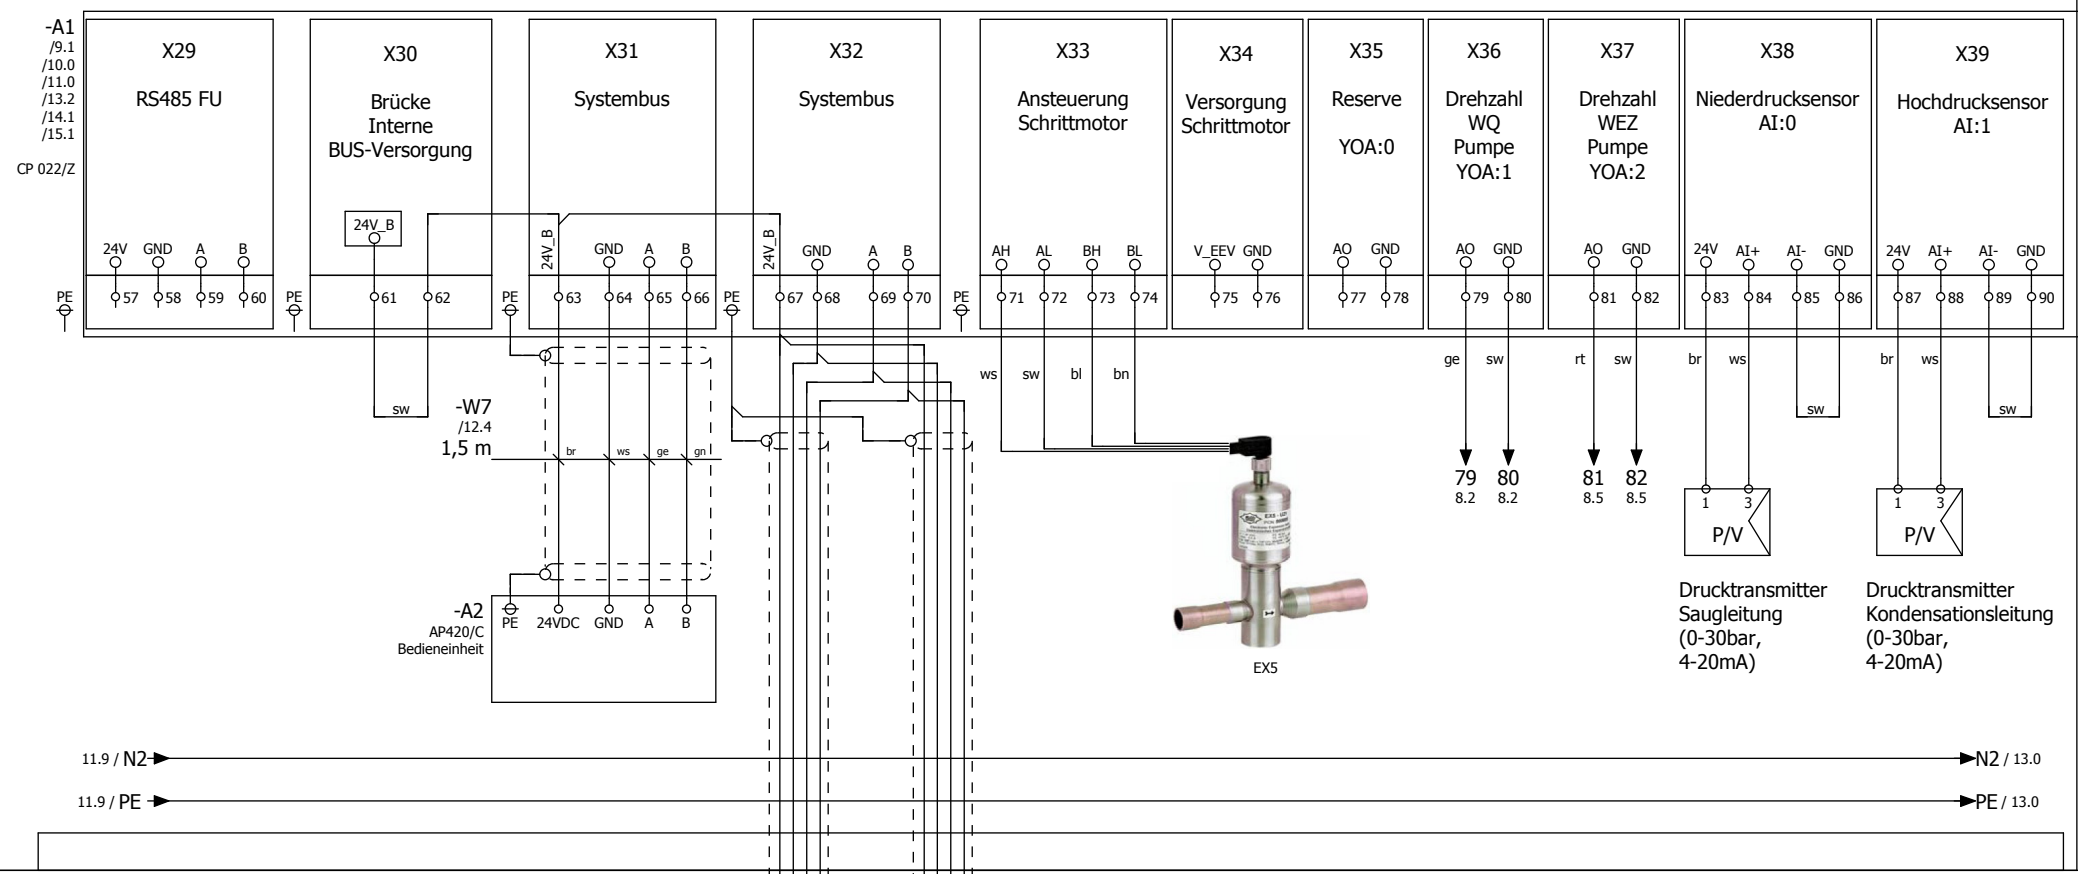 -A1
/9.1
/10.0
/11.0
/13.2
/14.1
/15.1
CP 022/Z
X29
RS485 FU
24V GND A B
57 58 59 60
PE
X30
Brücke
Interne
BUS-Versorgung
24V_B
61 62
PE
sw
X31
Systembus
24V_B GND A B
63 64 65 66
PE
X32
Systembus
24V_B GND A B
67 68 69 70
PE
X33
Ansteuerung
Schrittmotor
AH AL BH BL
71 72 73 74
PE
ws sw bl bn
X34
Versorgung
Schrittmotor
V_EEV GND
75 76
X35
Reserve
YOA:0
AO GND
77 78
X36
Drehzahl
WQ
Pumpe
YOA:1
AO GND
79 80
ge sw
79 80
8.2 8.2
X37
Drehzahl
WEZ
Pumpe
YOA:2
AO GND
81 82
rt sw
81 82
8.5 8.5
X38
Niederdrucksensor
AI:0
24V AI+ AI- GND
83 84 85 86
br ws
sw
1 3
P/V
Drucktransmitter
Saugleitung
(0-30bar,
4-20mA)
X39
Hochdrucksensor
AI:1
24V AI+ AI- GND
87 88 89 90
br ws
sw
1 3
P/V
Drucktransmitter
Kondensationsleitung
(0-30bar,
4-20mA)
-W7
/12.4
1,5 m
br ws ge gn
-A2
AP420/C
Bedieneinheit
PE 24VDC GND A B
EX5
11.9 / N2
N2 / 13.0
11.9 / PE
PE / 13.0